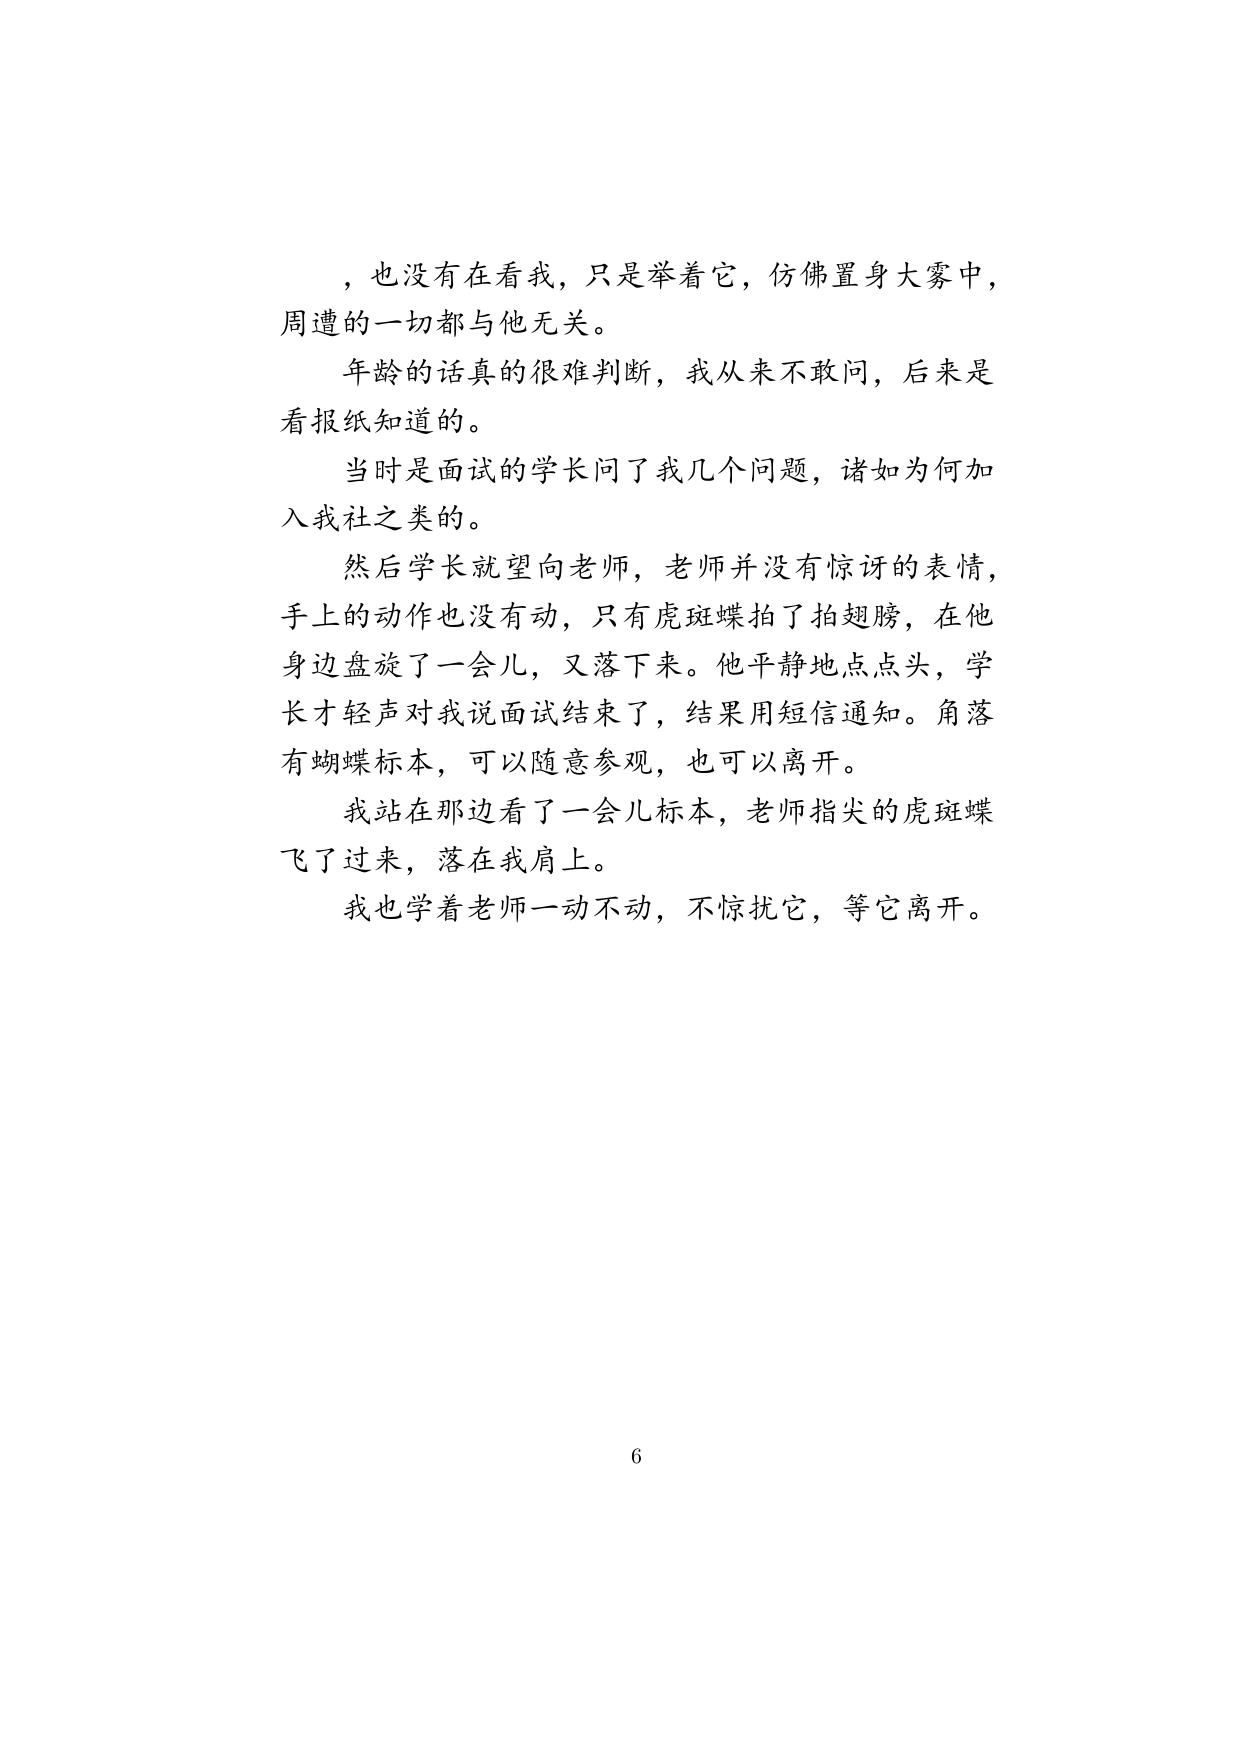 ，也没有在看我，只是举着它，仿佛置身大雾中，
周遭的一切都与他无关。
年龄的话真的很难判断，我从来不敢问，后来是
看报纸知道的。
当时是面试的学长问了我几个问题，诸如为何加
入我社之类的。
然后学长就望向老师，老师并没有惊讶的表情，
手上的动作也没有动，只有虎斑蝶拍了拍翅膀，在他
身边盘旋了一会儿，又落下来。他平静地点点头，学
长才轻声对我说面试结束了，结果用短信通知。角落
有蝴蝶标本，可以随意参观，也可以离开。
我站在那边看了一会儿标本，老师指尖的虎斑蝶
飞了过来，落在我肩上。
我也学着老师一动不动，不惊扰它，等它离开。
6